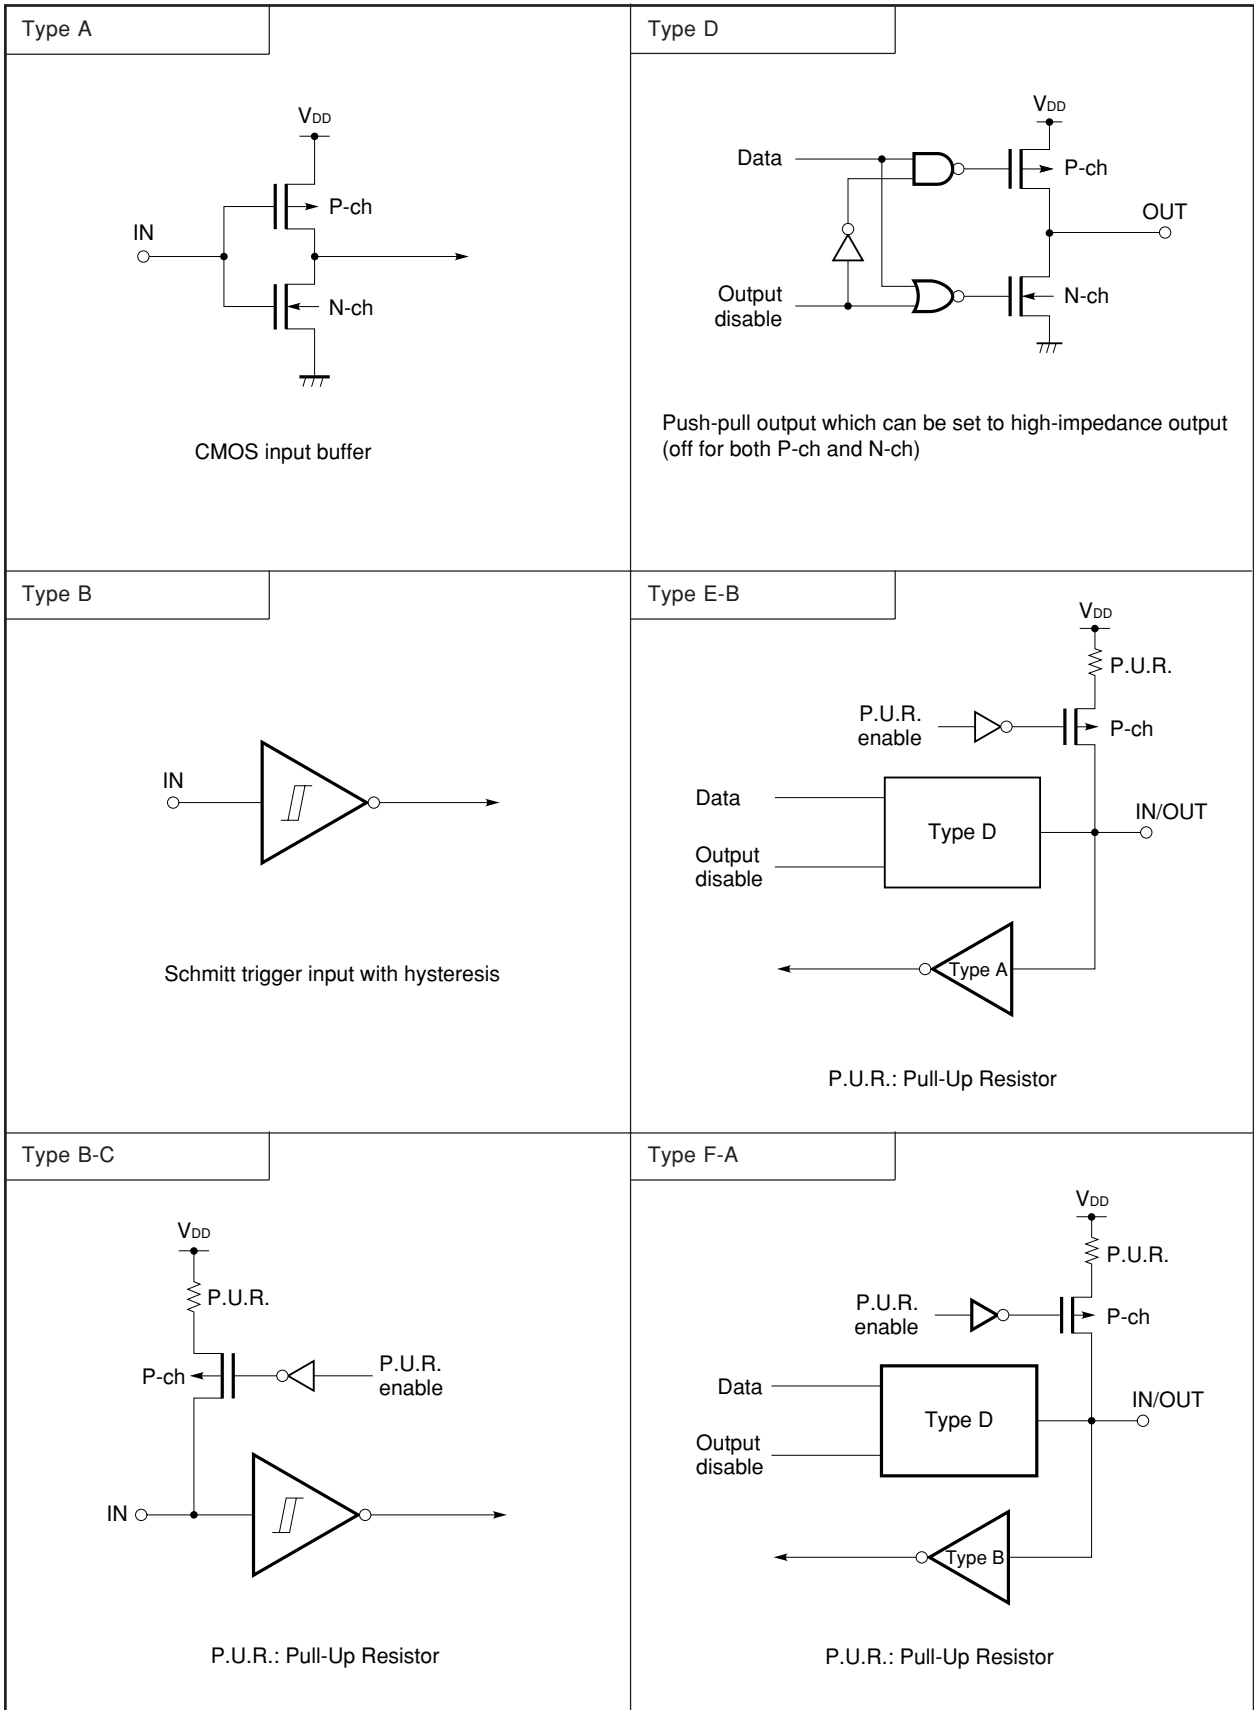 Type A
VDD
P-ch
IN
N-ch
CMOS input buffer
Type D
VDD
Data
P-ch
OUT
Output
disable
N-ch
Push-pull output which can be set to high-impedance output
(off for both P-ch and N-ch)
Type B
IN
Schmitt trigger input with hysteresis
Type E-B
VDD
P.U.R.
P.U.R.
enable
P-ch
Data
Type D
IN/OUT
Output
disable
Type A
P.U.R.: Pull-Up Resistor
Type B-C
VDD
P.U.R.
P-ch
P.U.R.
enable
IN
P.U.R.: Pull-Up Resistor
Type F-A
VDD
P.U.R.
P.U.R.
enable
P-ch
Data
Type D
IN/OUT
Output
disable
Type B
P.U.R.: Pull-Up Resistor